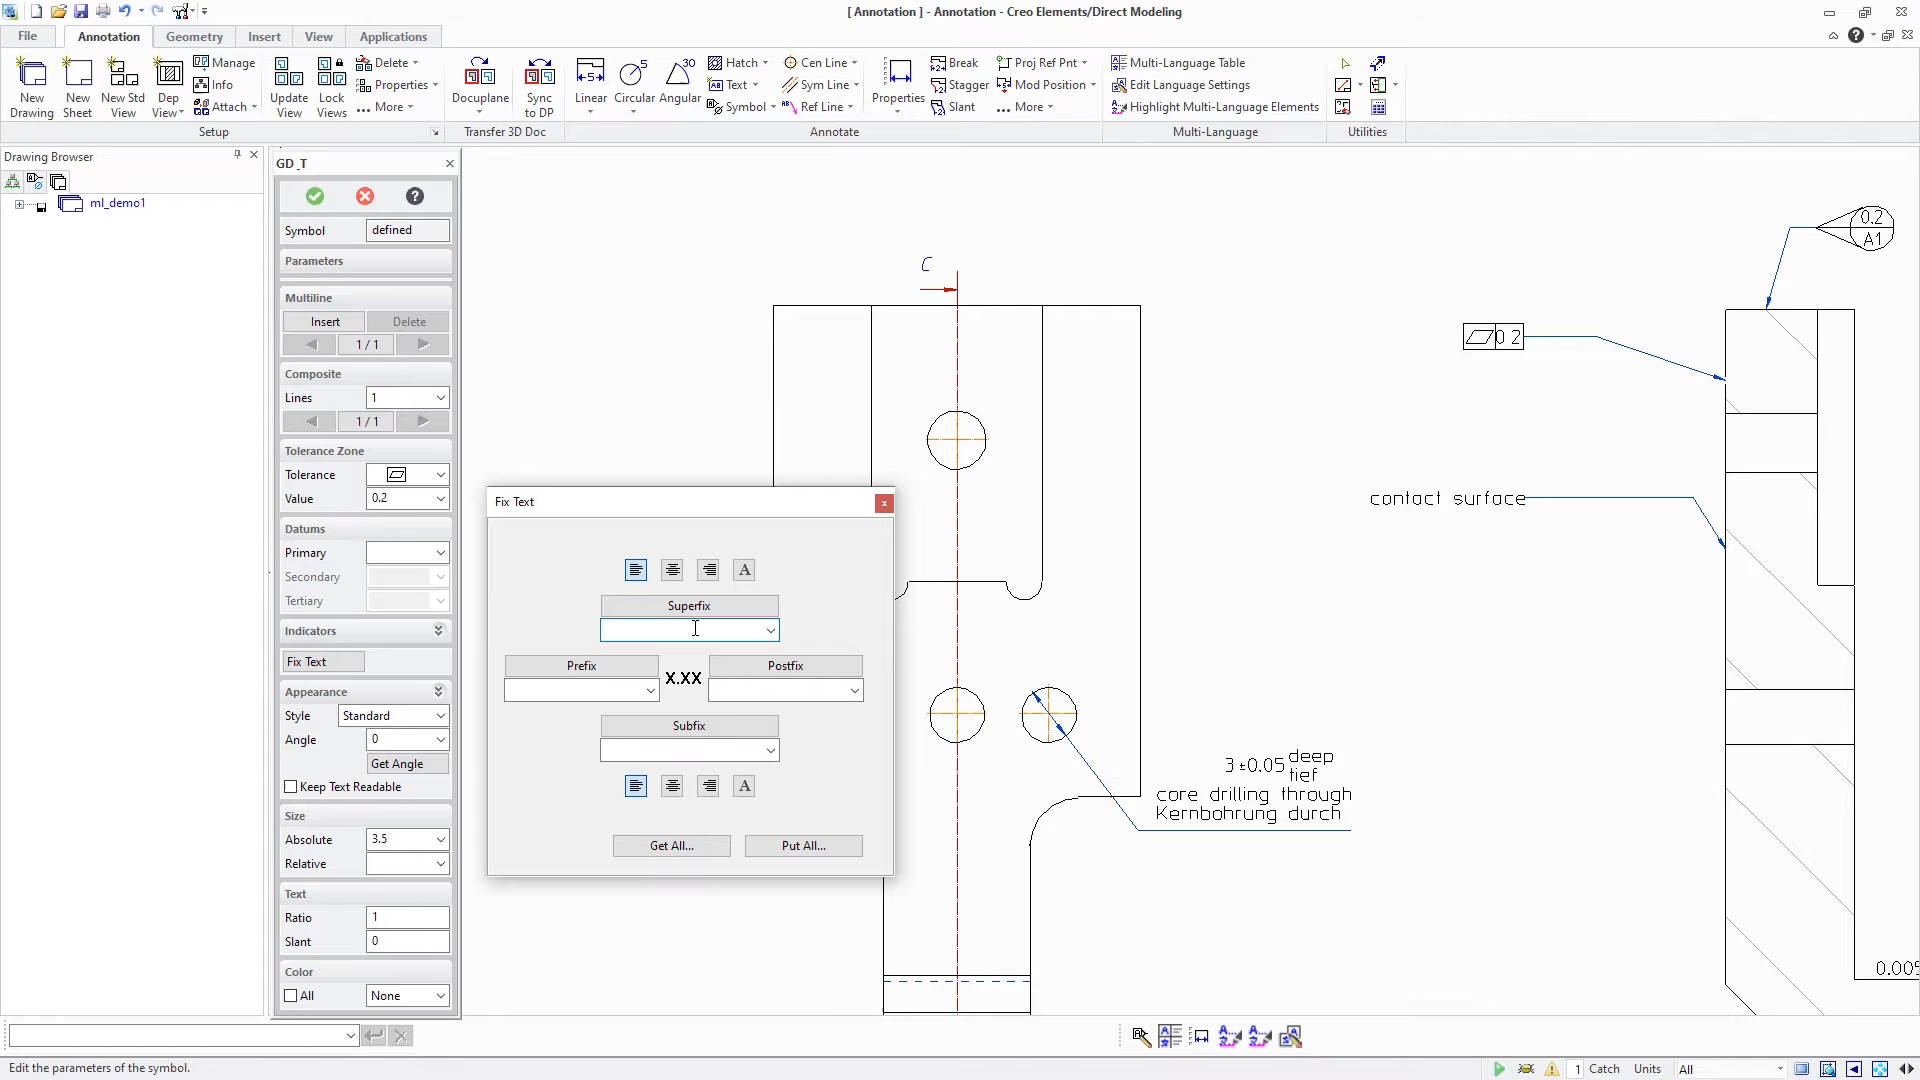 [ Annotation ] - Annotation - Creo Elements/Direct Modeling
File
Annotation
Geometry
Insert
View
Applications
New Drawing
New Sheet
New Std View
Dep View
Manage
Info
Attach
Update View
Lock Views
Delete
Properties
... More
Docuplane
Sync to DP
Linear
Circular
Angular
Hatch
Text
Symbol
Cen Line
Sym Line
Ref Line
Properties
Break
Stagger
Slant
Proj Ref Pnt
Mod Position
... More
Multi-Language Table
Edit Language Settings
Highlight Multi-Language Elements
Setup
Transfer 3D Doc
Annotate
Multi-Language
Utilities
Drawing Browser
ml_demo1
GD_T
Symbol defined
Parameters
Multiline
Insert Delete
1 / 1
Composite
Lines 1
1 / 1
Tolerance Zone
Tolerance
Value 0.2
Datums
Primary
Secondary
Tertiary
Indicators
Fix Text
Appearance
Style Standard
Angle 0
Get Angle
Keep Text Readable
Size
Absolute 3.5
Relative
Text
Ratio 1
Slant 0
Color
All None
Fix Text
A
Superfix
Prefix X.XX Postfix
Subfix
A
Get All... Put All...
C
0.2
A1
0.2
contact surface
3 ±0.05 deep
tief
core drilling through
Kernbohrung durch
Edit the parameters of the symbol.
1 Catch Units All